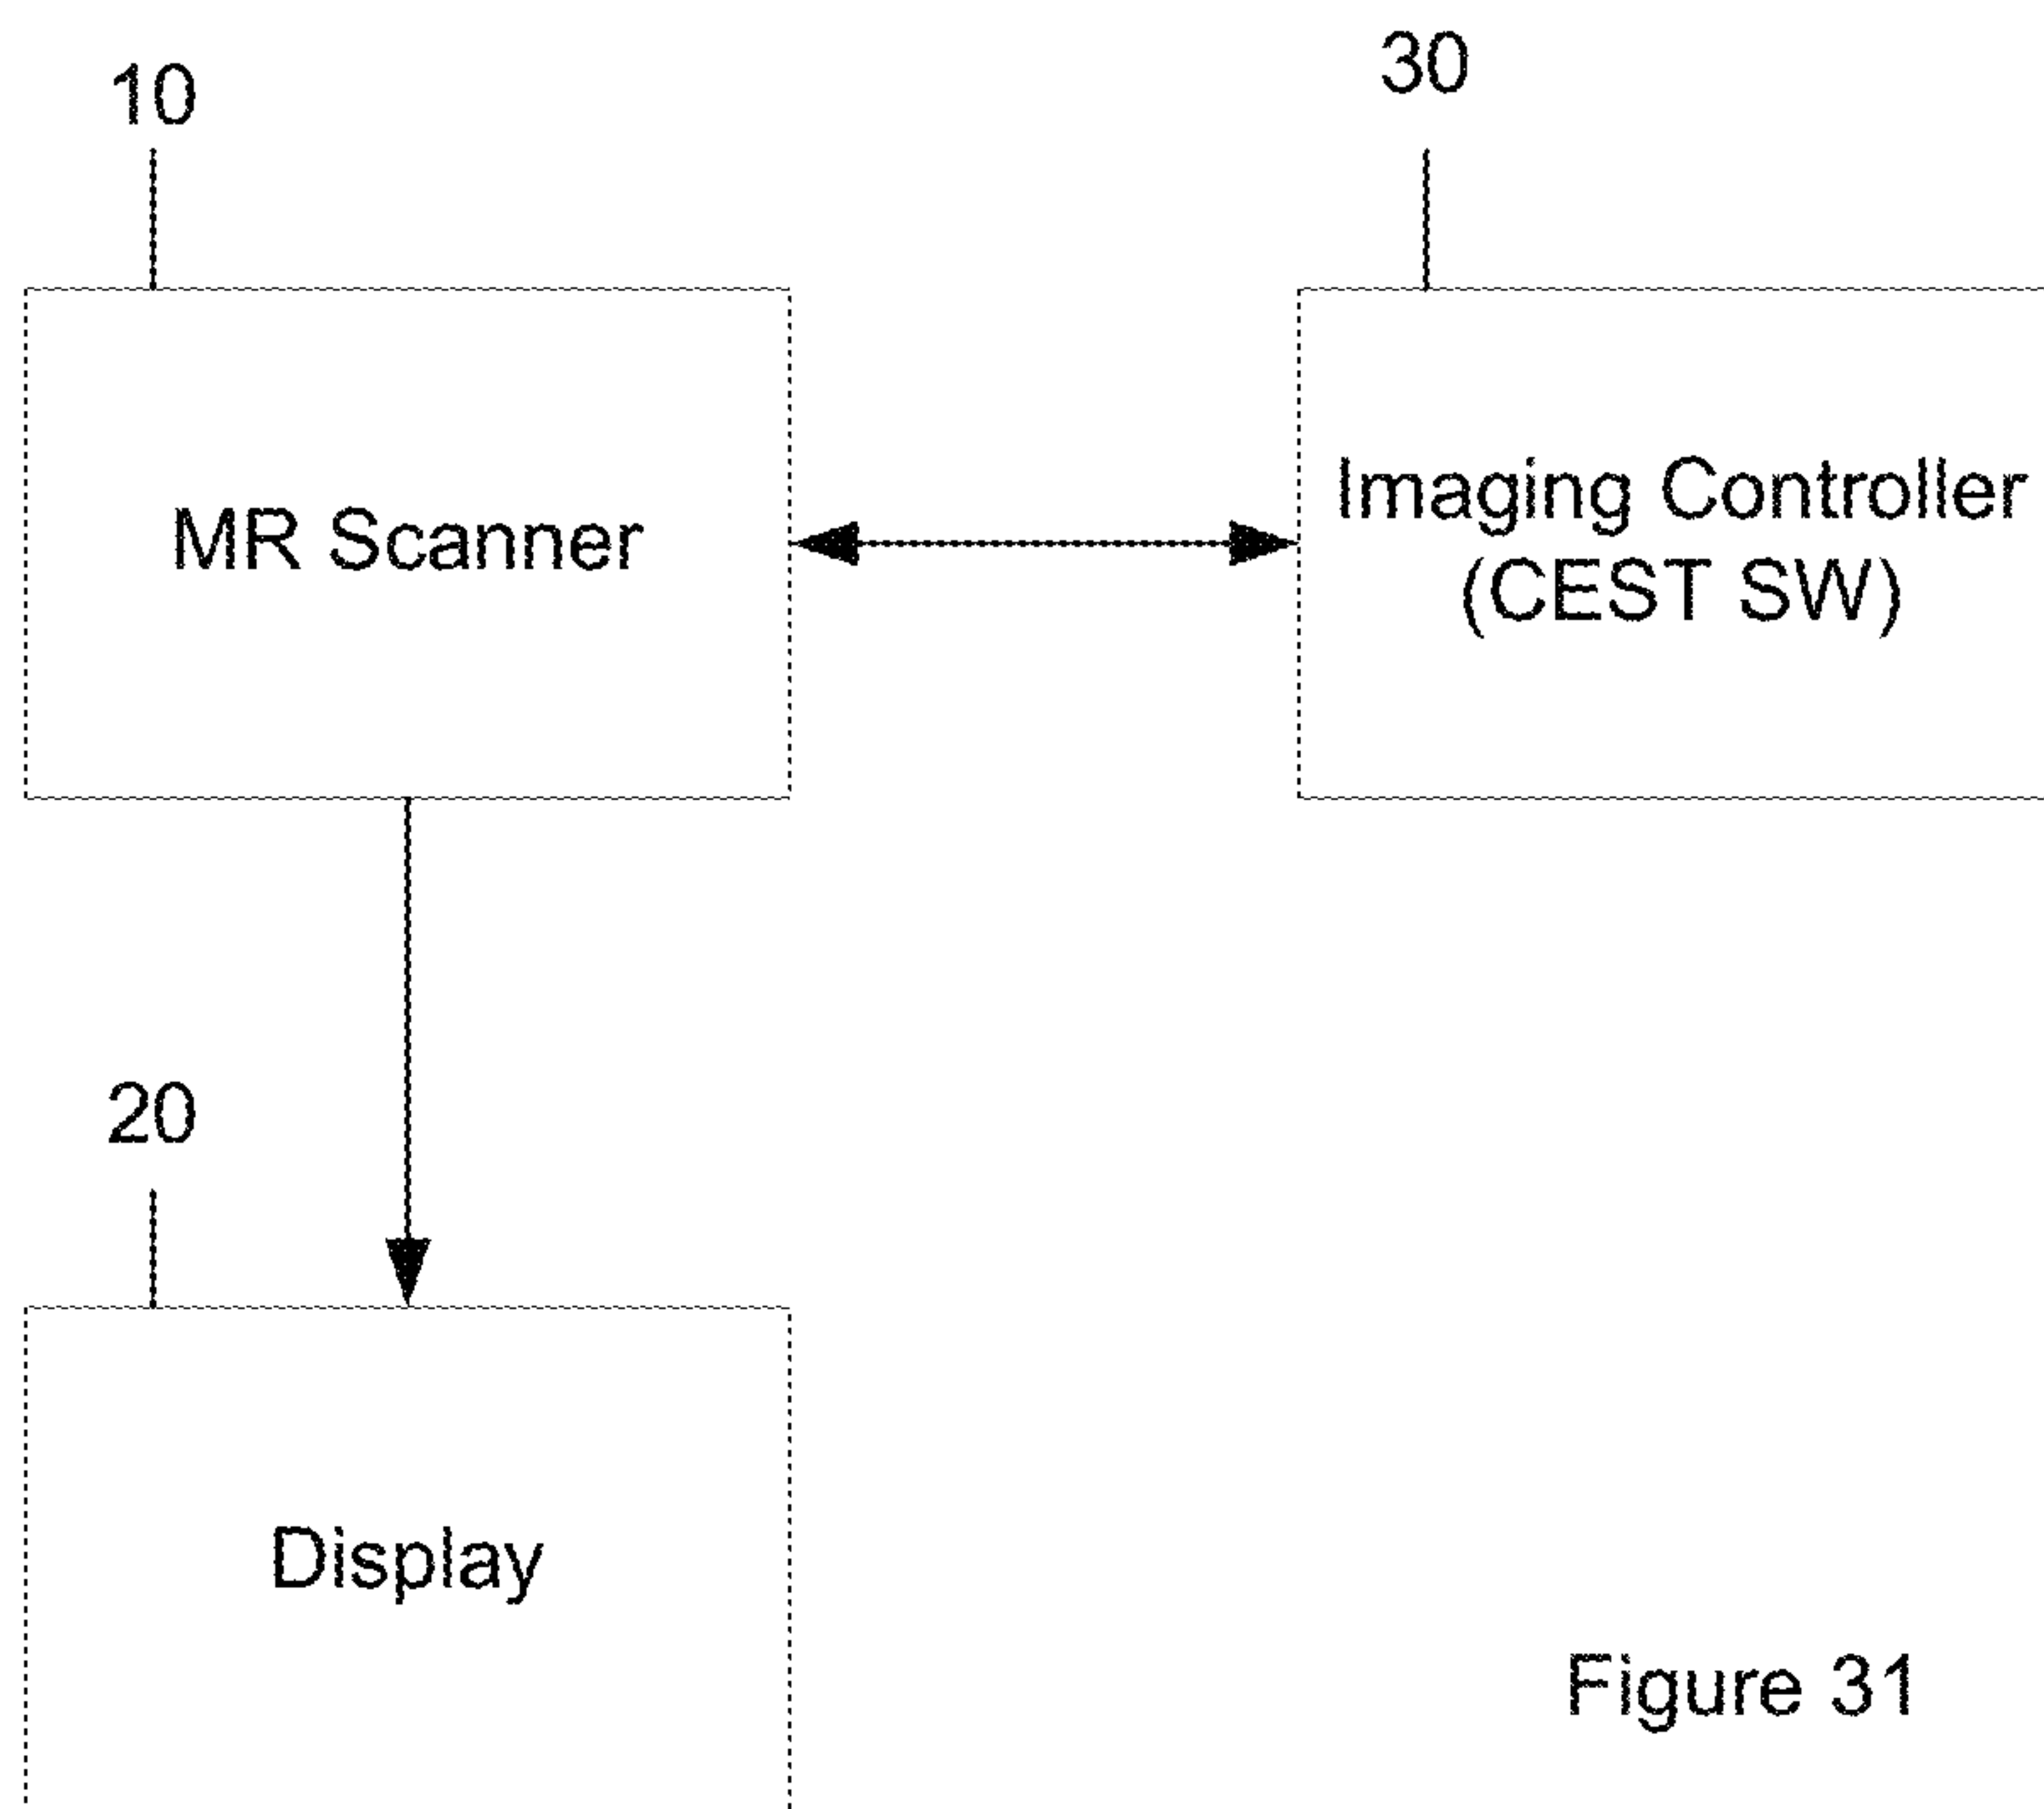 10
30
MR Scanner
Imaging Controller
(CEST SW)
20
Display
Figure 31